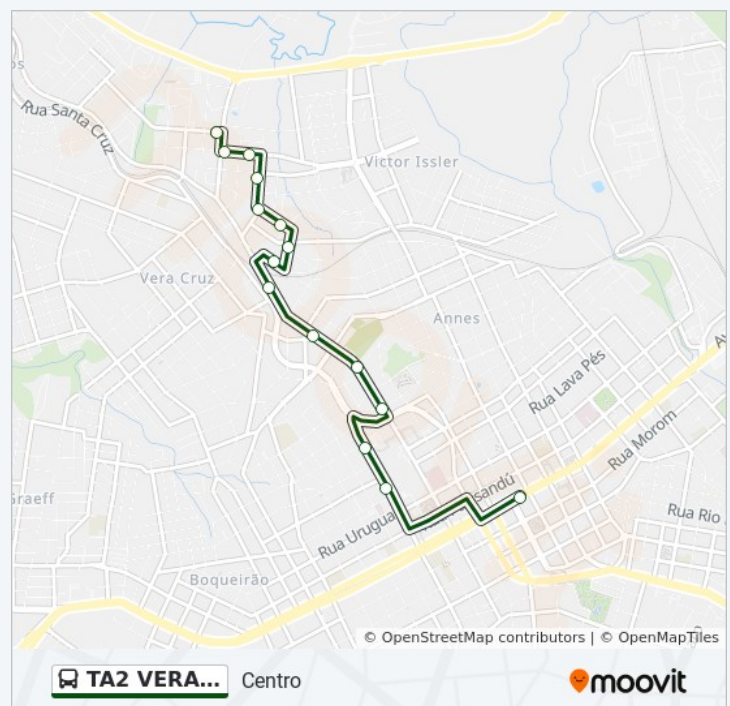 Rua Santa Cruz
Victor Issler
Vera Cruz
Annes
Rua Lava Pés
Rua Morom
sandú
Rua Urugua
Rua Rio
Graeff
Boqueirão
© OpenStreetMap contributors | © OpenMapTiles
TA2 VERA...
Centro
moovit